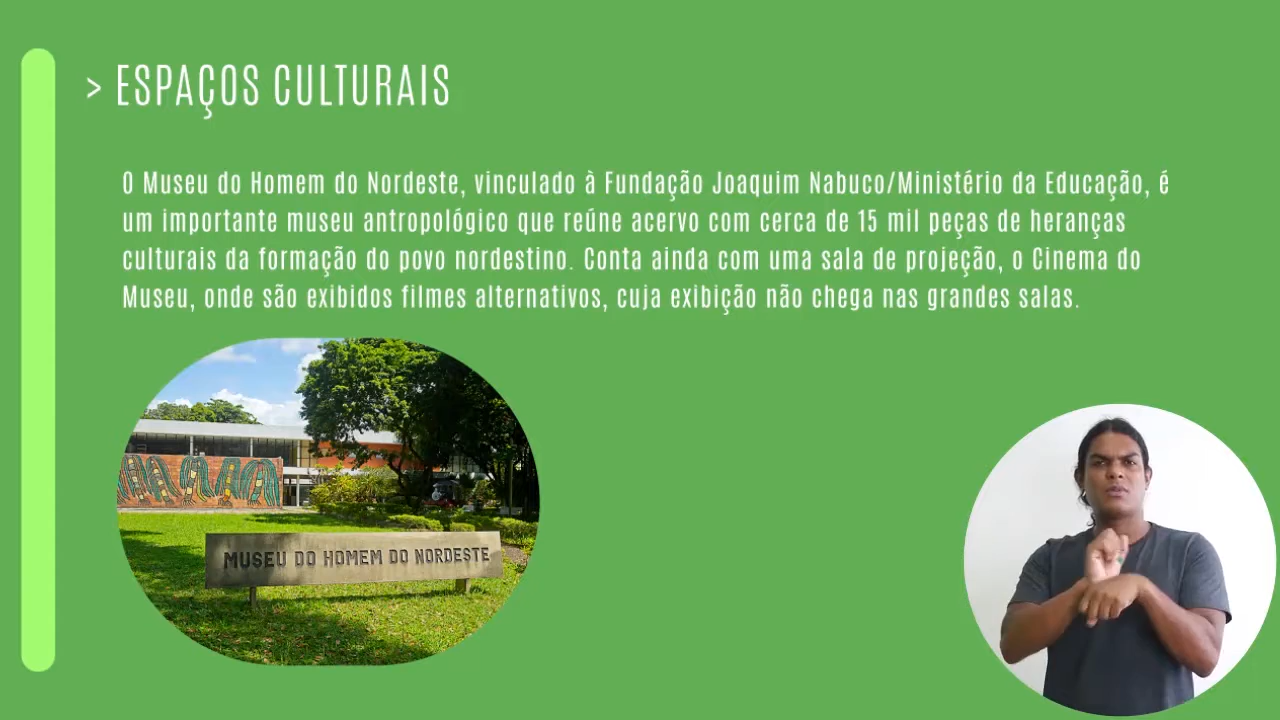 > ESPAÇOS CULTURAIS
O Museu do Homem do Nordeste, vinculado à Fundação Joaquim Nabuco/Ministério da Educação, é
um importante museu antropológico que reúne acervo com cerca de 15 mil peças de heranças
culturais da formação do povo nordestino. Conta ainda com uma sala de projeção, o Cinema do
Museu, onde são exibidos filmes alternativos, cuja exibição não chega nas grandes salas.
MUSEU DO HOMEM DO NORDESTE